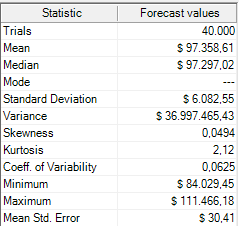 Statistic Forecast values
Trials 40.000
Mean $ 97.358,61
Median $ 97.297,02
Mode ---
Standard Deviation $ 6.082,55
Variance $ 36.997.465,43
Skewness 0,0494
Kurtosis 2,12
Coeff. of Variability 0,0625
Minimum $ 84.029,45
Maximum $ 111.466,18
Mean Std. Error $ 30,41